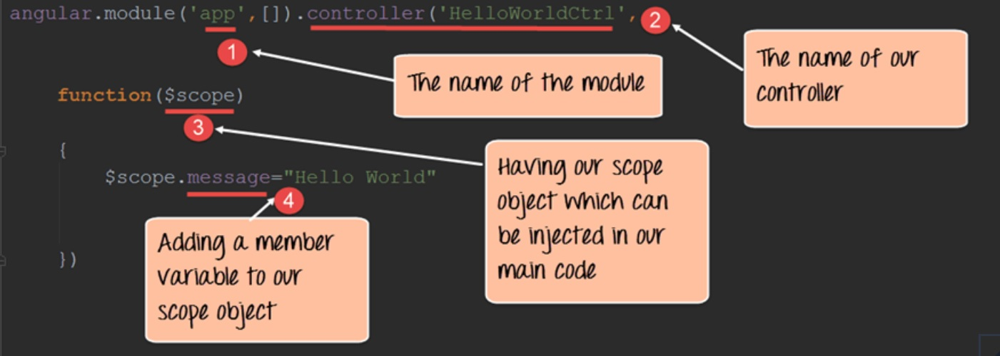 angular.module('app',[]).controller('HelloWorldCtrl',
2
1
The name of the module
The name of our
controller
function($scope)
3
{
Having our scope
object which can
be injected in our
main code
$scope.message="Hello World"
4
Adding a member
variable to our
scope object
})